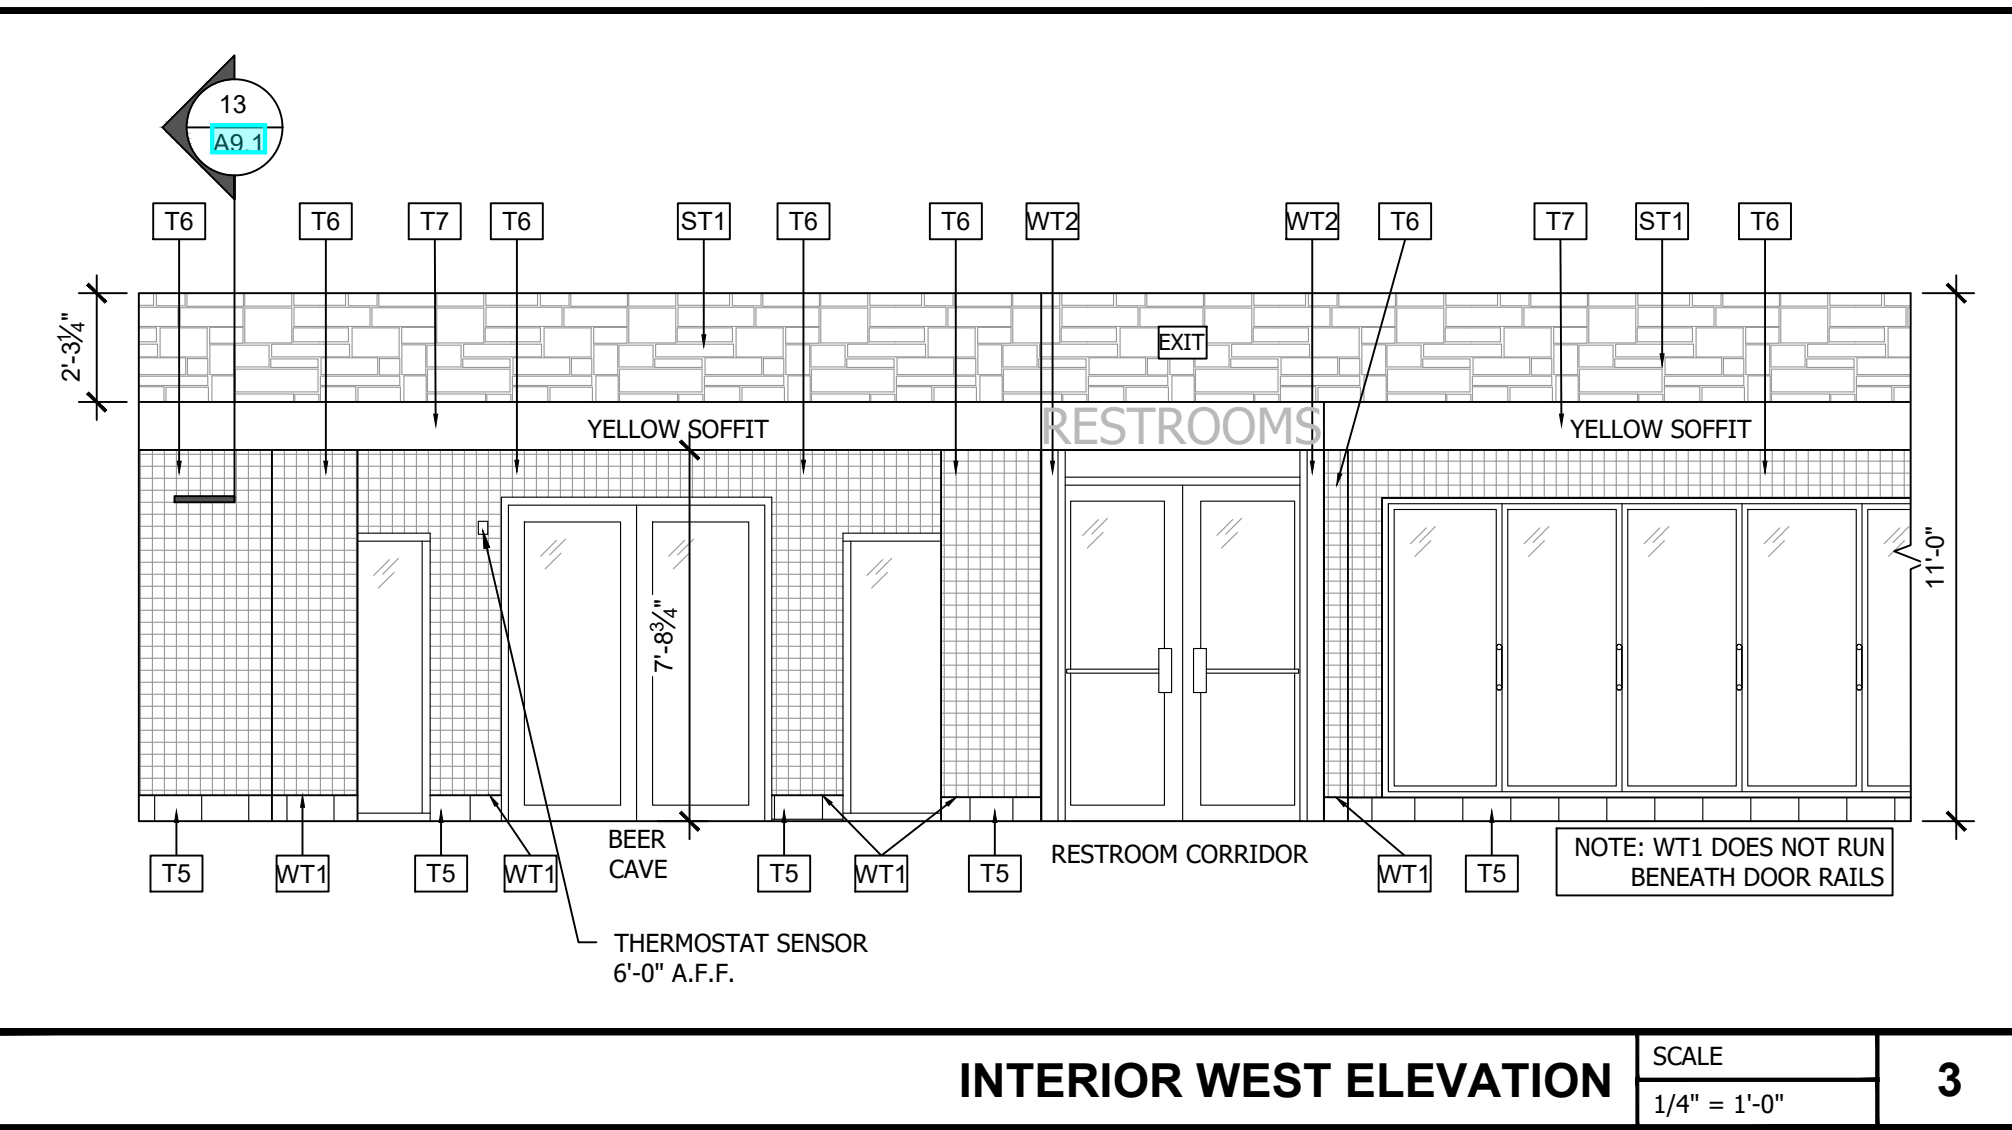 13
A9.1
T6
T6
T7
T6
ST1
T6
T6
WT2
WT2
T6
T7
ST1
T6
2'-3¼"
EXIT
YELLOW SOFFIT
RESTROOMS
YELLOW SOFFIT
11'-0"
7'-8¾"
BEER
CAVE
RESTROOM CORRIDOR
NOTE: WT1 DOES NOT RUN
BENEATH DOOR RAILS
T5
WT1
T5
WT1
T5
WT1
T5
WT1
T5
THERMOSTAT SENSOR
6'-0" A.F.F.
INTERIOR WEST ELEVATION
SCALE
1/4" = 1'-0"
3